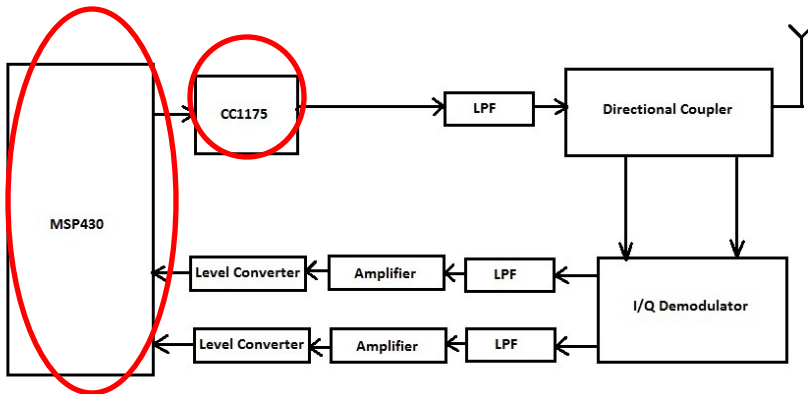 CC1175
LPF
Directional Coupler
MSP430
Level Converter
Amplifier
LPF
I/Q Demodulator
Level Converter
Amplifier
LPF